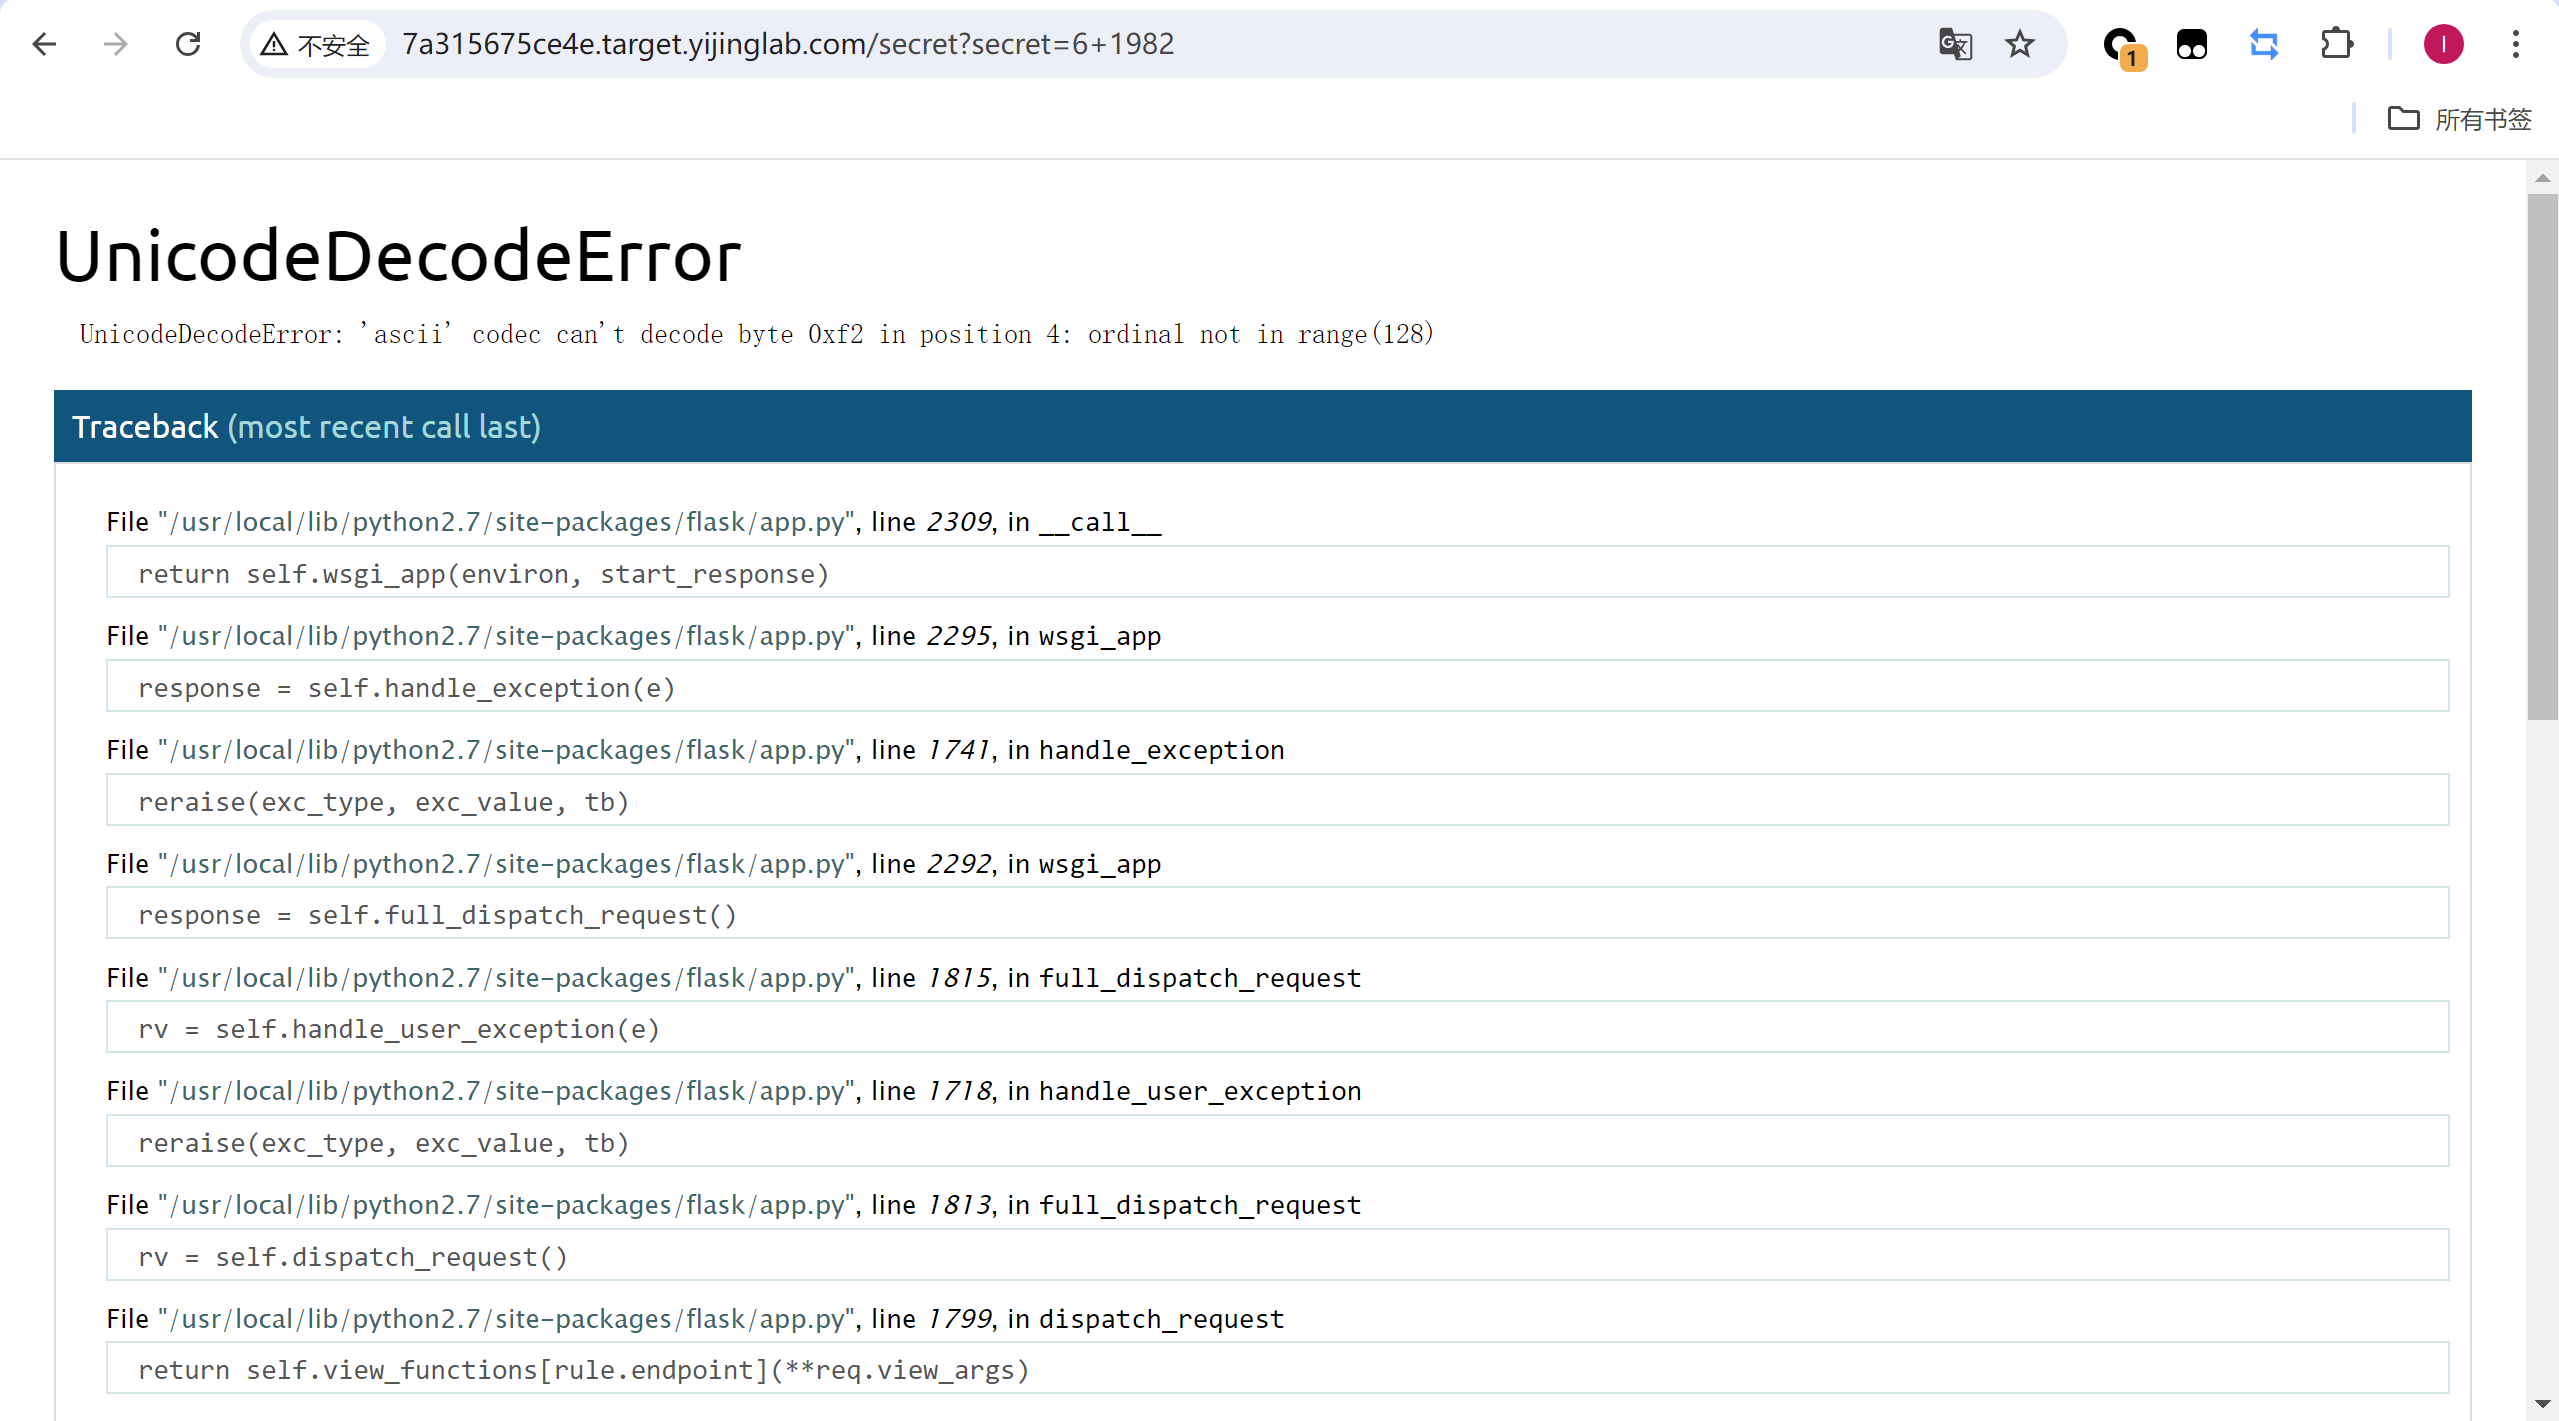 不安全 7a315675ce4e.target.yijinglab.com/secret?secret=6+1982 1 I
所有书签
UnicodeDecodeError
UnicodeDecodeError: 'ascii' codec can't decode byte 0xf2 in position 4: ordinal not in range(128)
Traceback (most recent call last)
File "/usr/local/lib/python2.7/site-packages/flask/app.py", line 2309, in __call__
return self.wsgi_app(environ, start_response)
File "/usr/local/lib/python2.7/site-packages/flask/app.py", line 2295, in wsgi_app
response = self.handle_exception(e)
File "/usr/local/lib/python2.7/site-packages/flask/app.py", line 1741, in handle_exception
reraise(exc_type, exc_value, tb)
File "/usr/local/lib/python2.7/site-packages/flask/app.py", line 2292, in wsgi_app
response = self.full_dispatch_request()
File "/usr/local/lib/python2.7/site-packages/flask/app.py", line 1815, in full_dispatch_request
rv = self.handle_user_exception(e)
File "/usr/local/lib/python2.7/site-packages/flask/app.py", line 1718, in handle_user_exception
reraise(exc_type, exc_value, tb)
File "/usr/local/lib/python2.7/site-packages/flask/app.py", line 1813, in full_dispatch_request
rv = self.dispatch_request()
File "/usr/local/lib/python2.7/site-packages/flask/app.py", line 1799, in dispatch_request
return self.view_functions[rule.endpoint](**req.view_args)